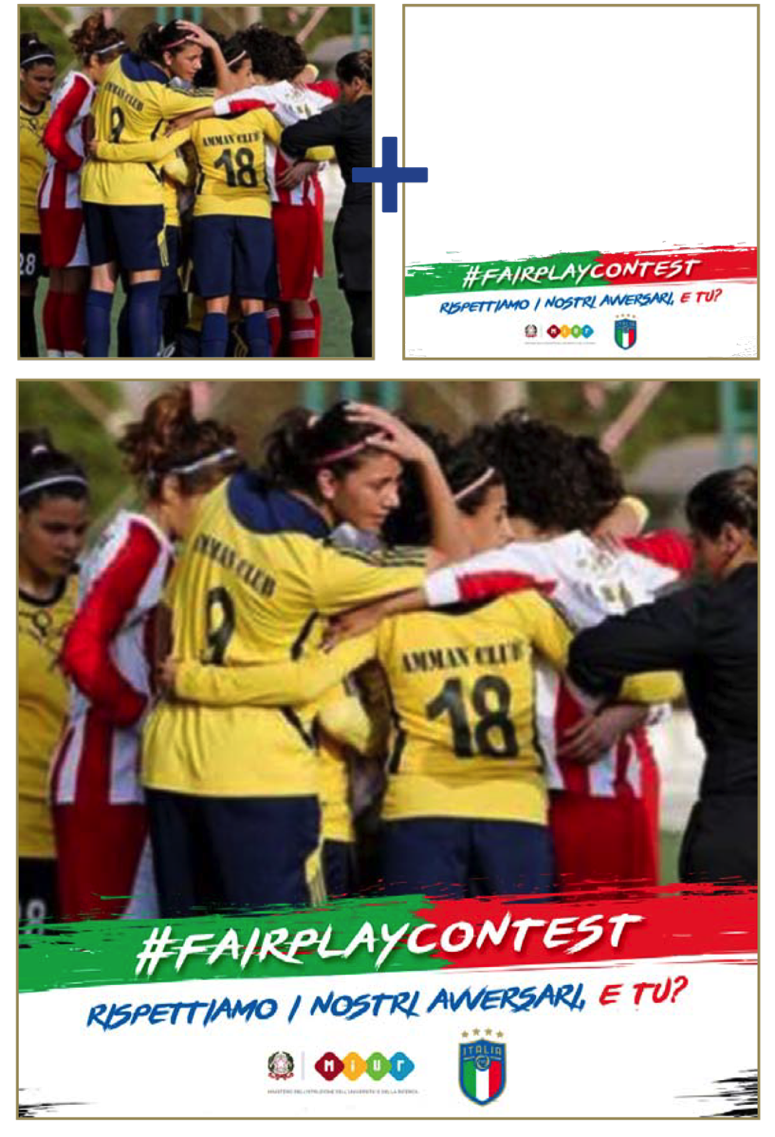 AMMAN CLUB
9
AMMAN CLUB
18
28
+
#FAIRPLAYCONTEST
RISPETTIAMO I NOSTRI AVVERSARI, E TU?
MIUR
AMMAN CLUB
9
AMMAN CLUB
18
#FAIRPLAYCONTEST
RISPETTIAMO I NOSTRI AVVERSARI, E TU?
MIUR
ITALIA
MINISTERO DELL'ISTRUZIONE DELL'UNIVERSITÀ E DELLA RICERCA